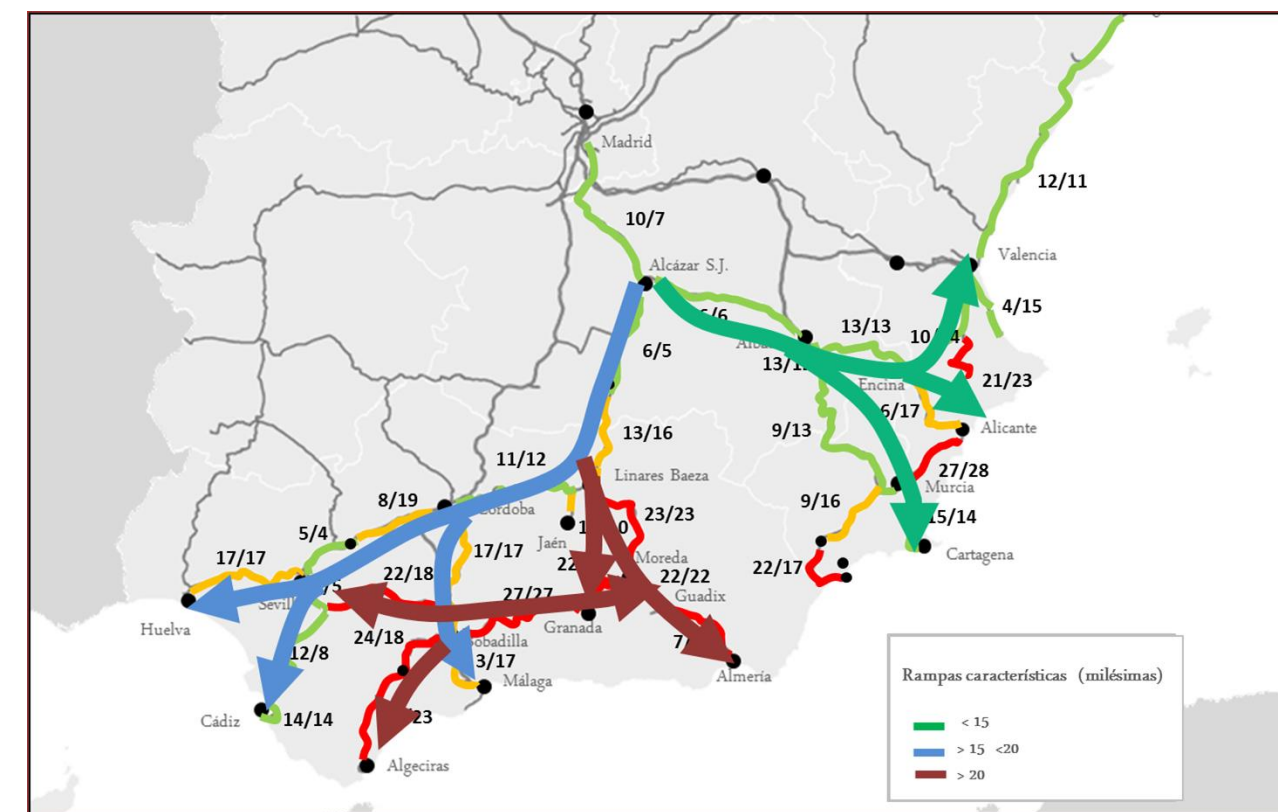 Madrid
12/11
10/7
Valencia
Alcázar S.J.
4/15
13/13
6/5
21/23
Encina
Alicante
9/13
13/16
11/12
27/28
Linares Baeza
Murcia
8/19
9/16
Córdoba
23/23
15/14
5/4
Jaén
Cartagena
17/17
17/17
Moreda
22/17
22/18
22/22
Guadix
27/27
Sevill
Granada
Huelva
24/18
Bobadilla
12/8
3/17
Almería
Málaga
Cádiz
14/14
Algeciras
Rampas características (milésimas)
< 15
> 15 <20
> 20